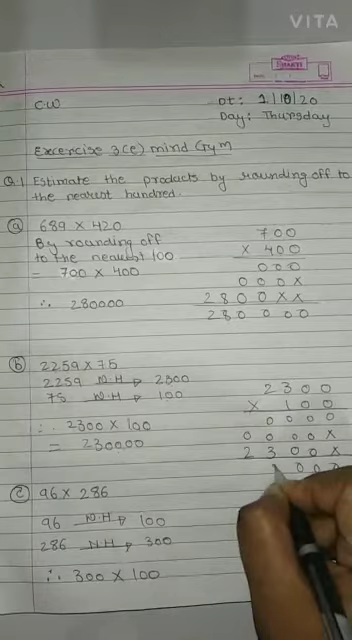 VITA
C.W
Dt: 1/10/20
Day: Thursday
Excercise 3(e) mind Gym
Q.1 Estimate the products by rounding off to
the nearest hundred.
(a) 689 × 420
By rounding off
to the nearest 100
= 700 × 400
∴ 280000
700
× 400
000
000×
2800××
280000
(b) 2259 × 75
2259 N.H → 2300
75 N.H → 100
∴ 2300 × 100
= 230000
2300
× 100
0000
0000×
2300×
000
(c) 96 × 286
96 N.H → 100
286 N.H → 300
∴ 300 × 100